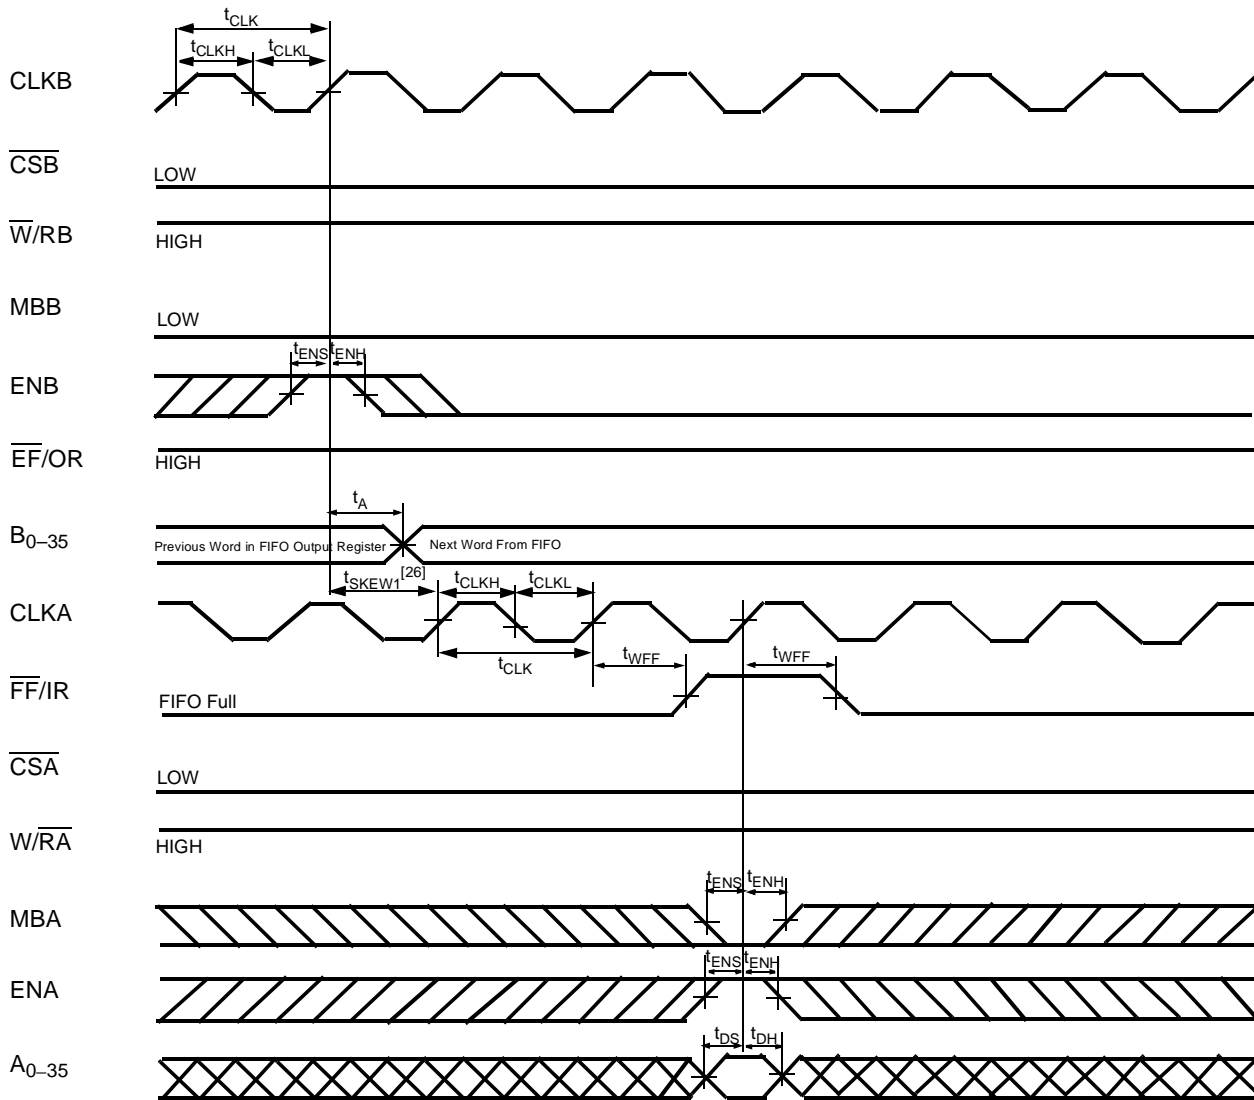 tCLK
tCLKH tCLKL
CLKB
CSB
LOW
W/RB
HIGH
MBB
LOW
tENS tENH
ENB
EF/OR
HIGH
tA
B0–35
Previous Word in FIFO Output Register Next Word From FIFO
tSKEW1[26] tCLKH tCLKL
CLKA
tCLK tWFF tWFF
FF/IR
FIFO Full
CSA
LOW
W/RA
HIGH
tENS tENH
MBA
tENS tENH
ENA
tDS tDH
A0–35